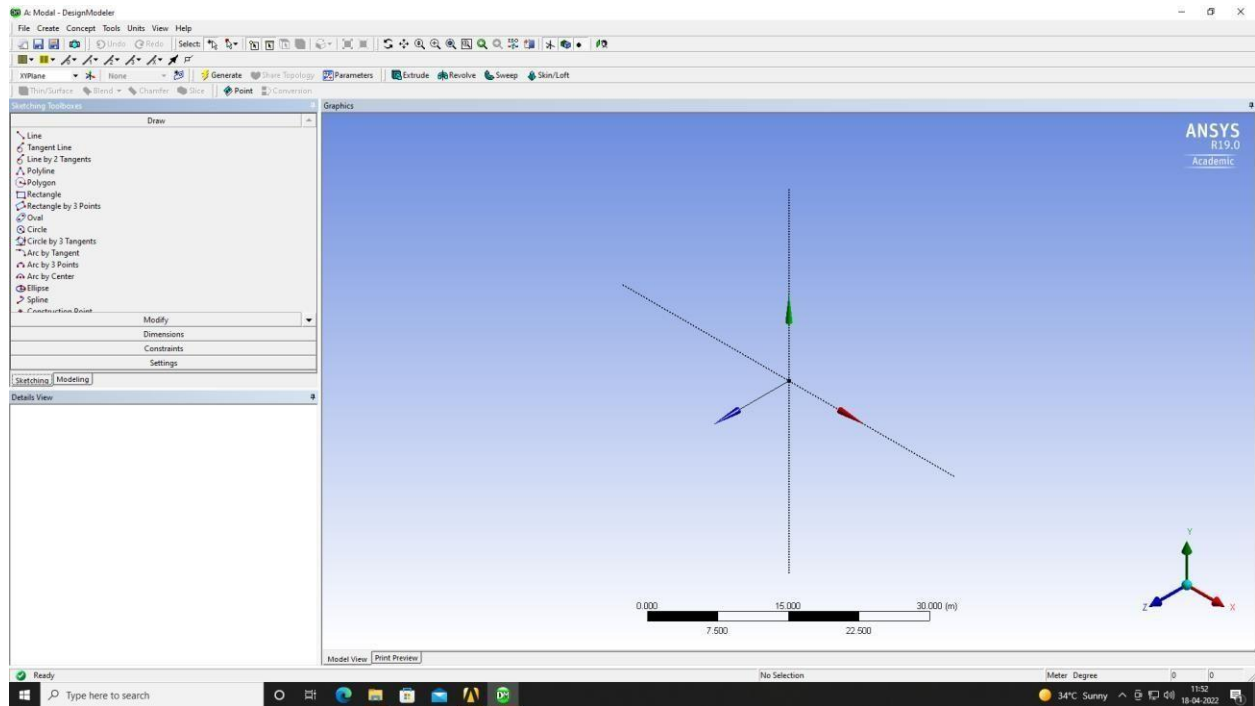 A: Modal - DesignModeler
File Create Concept Tools Units View Help
Undo Redo Select:
XYPlane None Generate Share Topology Parameters Extrude Revolve Sweep Skin/Loft
Thin/Surface Blend Chamfer Slice Point Conversion
Sketching Toolboxes
Draw
Line
Tangent Line
Line by 2 Tangents
Polyline
Polygon
Rectangle
Rectangle by 3 Points
Oval
Circle
Circle by 3 Tangents
Arc by Tangent
Arc by 3 Points
Arc by Center
Ellipse
Spline
Construction Point
Modify
Dimensions
Constraints
Settings
Sketching Modeling
Details View
Graphics
ANSYS
R19.0
Academic
Y
Z X
0.000 15.000 30.000 (m)
7.500 22.500
Model View Print Preview
Ready No Selection Meter Degree 0 0
Type here to search 34°C Sunny 11:52
18-04-2022